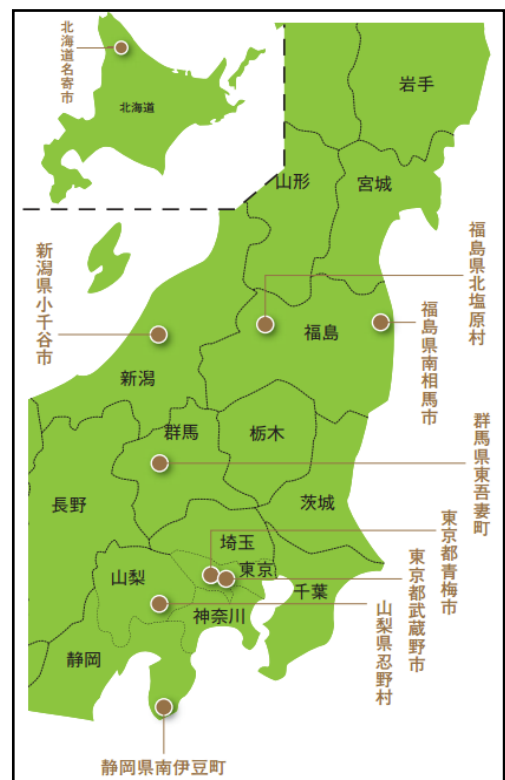 北海道名寄市
北海道
岩手
山形
宮城
福島県北塩原村
新潟県小千谷市
福島県南相馬市
福島
新潟
群馬
栃木
群馬県東吾妻町
長野
茨城
東京都青梅市
埼玉
東京
東京都武蔵野市
山梨
千葉
山梨県忍野村
神奈川
静岡
静岡県南伊豆町